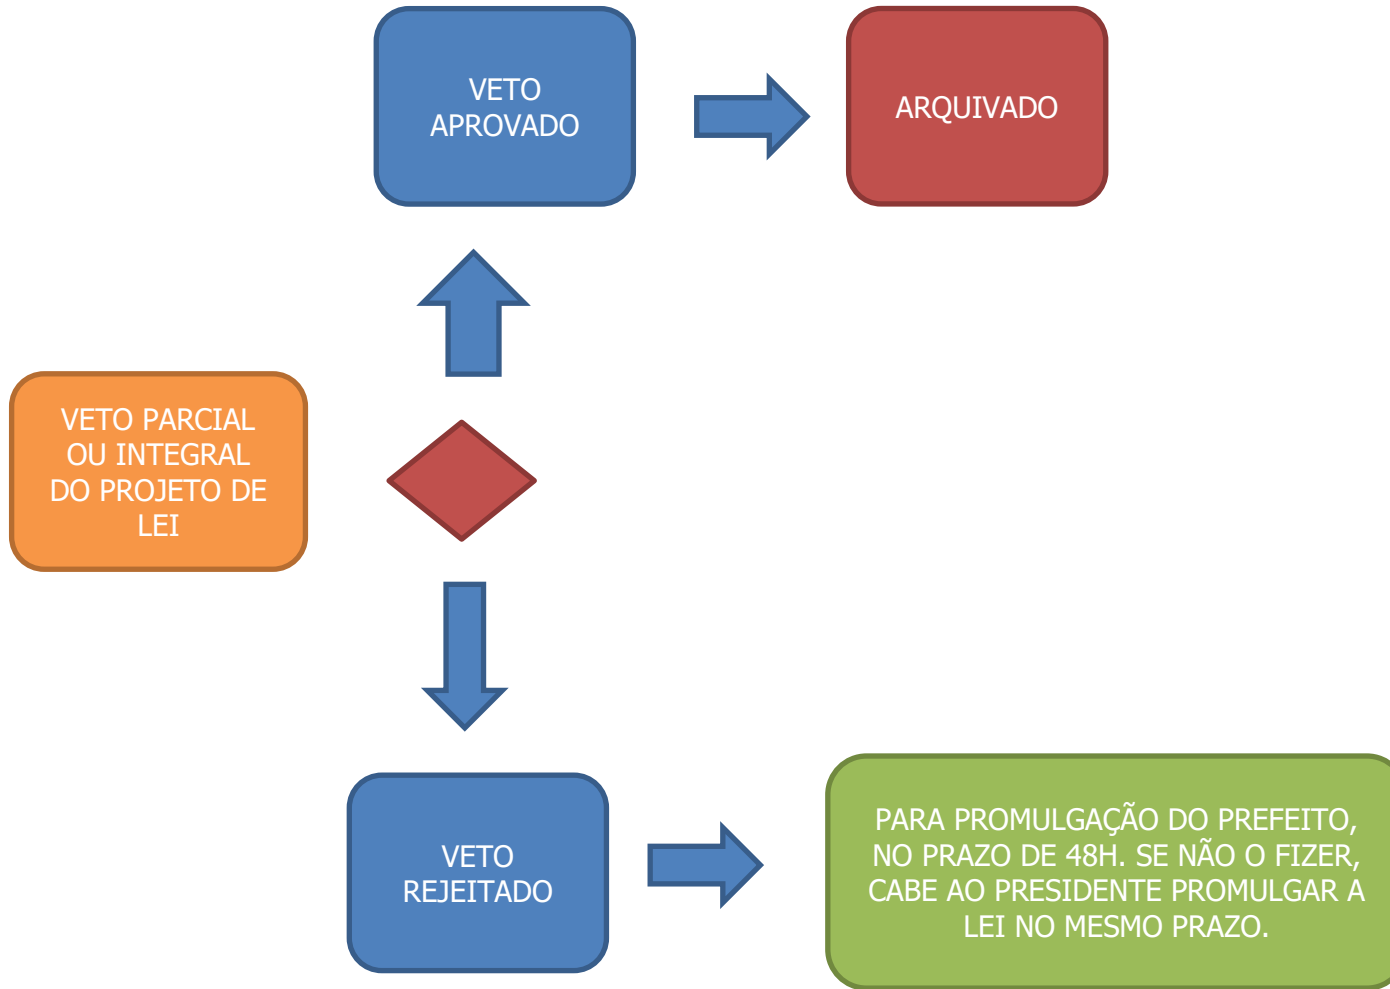 VETO
APROVADO
ARQUIVADO
VETO PARCIAL
OU INTEGRAL
DO PROJETO DE
LEI
VETO
REJEITADO
PARA PROMULGAÇÃO DO PREFEITO,
NO PRAZO DE 48H. SE NÃO O FIZER,
CABE AO PRESIDENTE PROMULGAR A
LEI NO MESMO PRAZO.